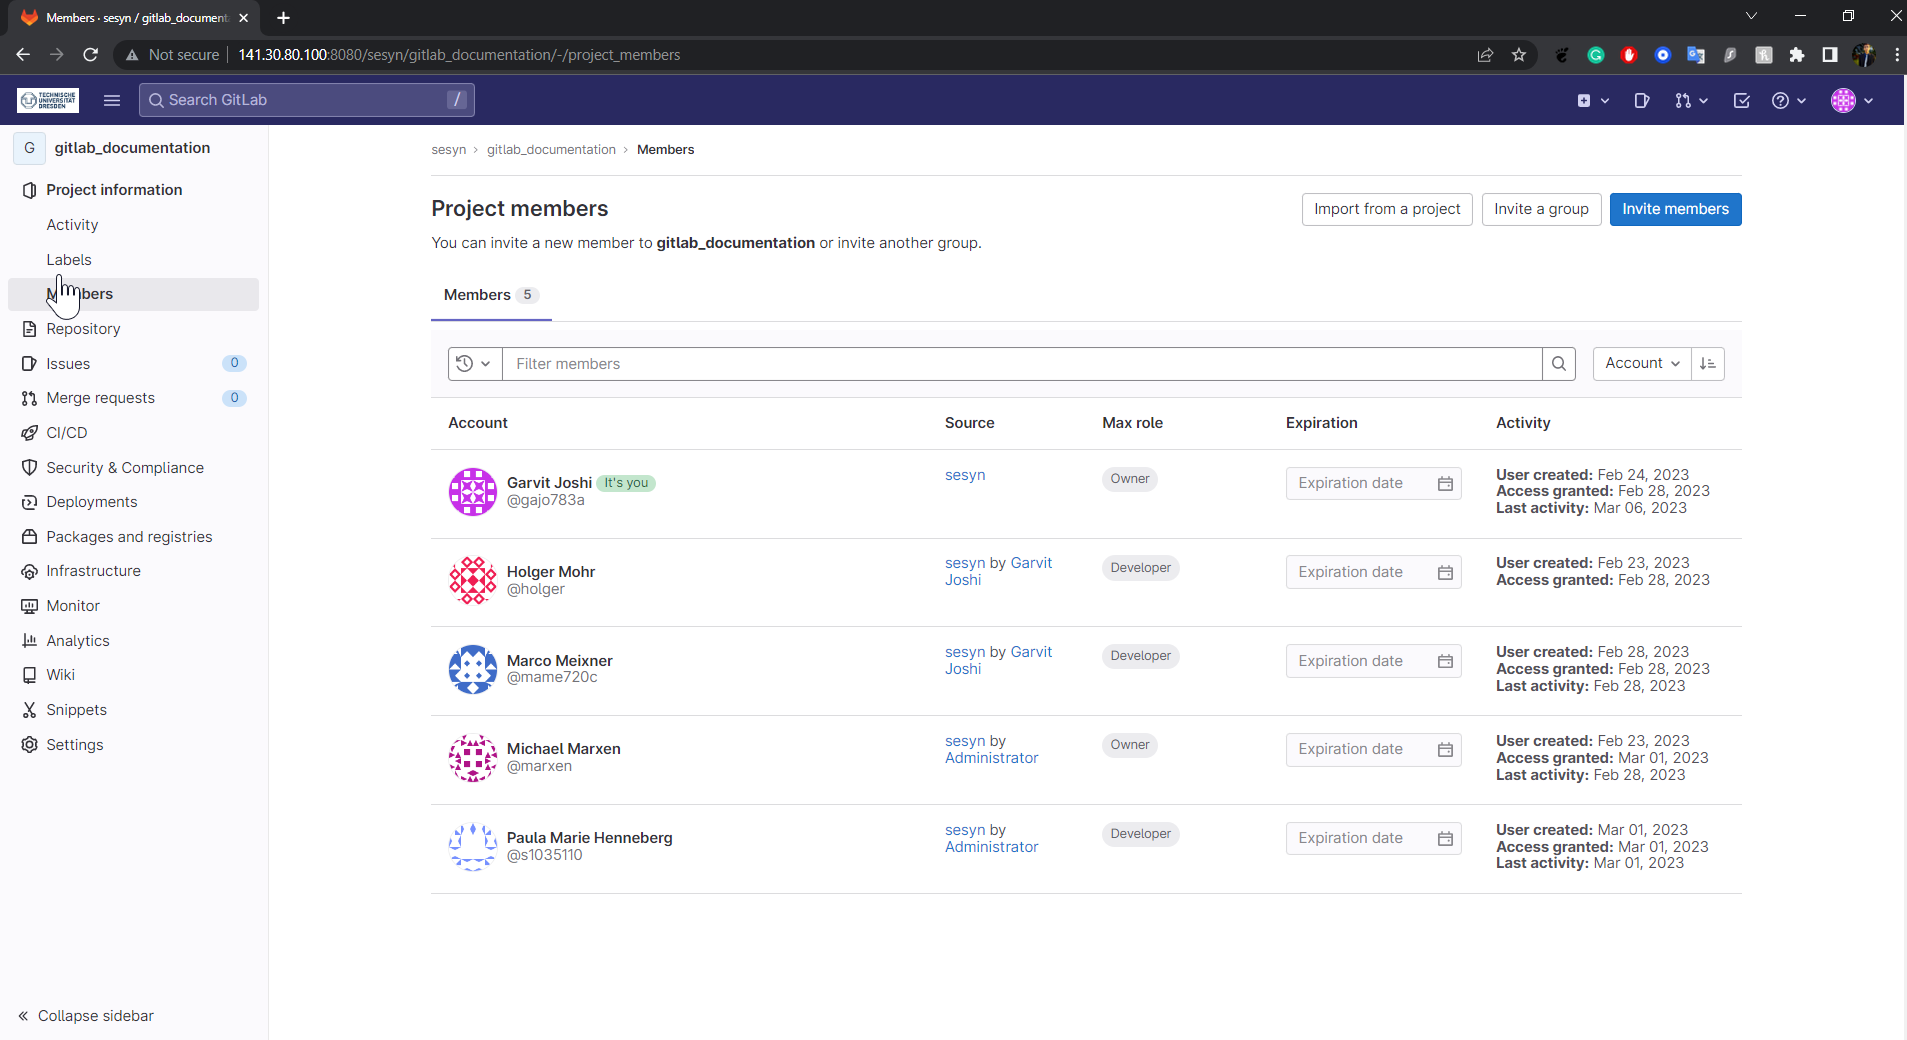 Members · sesyn / gitlab_document
Not secure
141.30.80.100:8080/sesyn/gitlab_documentation/-/project_members
TECHNISCHE
UNIVERSITÄT
DRESDEN
Search GitLab
/
G
gitlab_documentation
Project information
Activity
Labels
Members
Repository
Issues
0
Merge requests
0
CI/CD
Security & Compliance
Deployments
Packages and registries
Infrastructure
Monitor
Analytics
Wiki
Snippets
Settings
Collapse sidebar
sesyn › gitlab_documentation › Members
Project members
Import from a project
Invite a group
Invite members
You can invite a new member to gitlab_documentation or invite another group.
Members 5
Filter members
Account
Account Source Max role Expiration Activity
Garvit Joshi It's you
@gajo783a
sesyn
Owner
Expiration date
User created: Feb 24, 2023
Access granted: Feb 28, 2023
Last activity: Mar 06, 2023
Holger Mohr
@holger
sesyn by Garvit
Joshi
Developer
Expiration date
User created: Feb 23, 2023
Access granted: Feb 28, 2023
Marco Meixner
@mame720c
sesyn by Garvit
Joshi
Developer
Expiration date
User created: Feb 28, 2023
Access granted: Feb 28, 2023
Last activity: Feb 28, 2023
Michael Marxen
@marxen
sesyn by
Administrator
Owner
Expiration date
User created: Feb 23, 2023
Access granted: Mar 01, 2023
Last activity: Feb 28, 2023
Paula Marie Henneberg
@s1035110
sesyn by
Administrator
Developer
Expiration date
User created: Mar 01, 2023
Access granted: Mar 01, 2023
Last activity: Mar 01, 2023